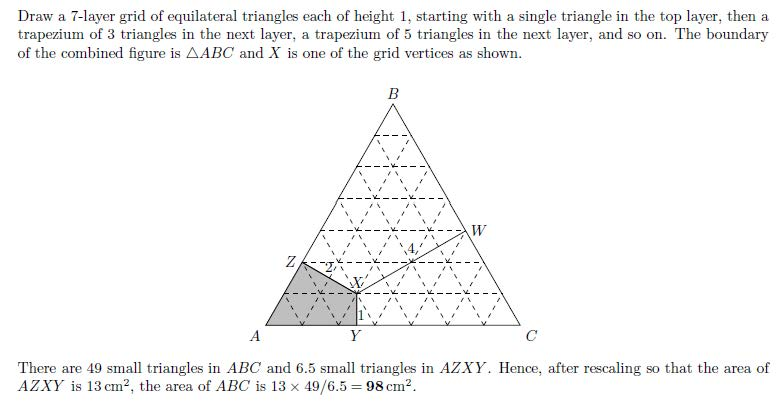 Draw a 7-layer grid of equilateral triangles each of height 1, starting with a single triangle in the top layer, then a
trapezium of 3 triangles in the next layer, a trapezium of 5 triangles in the next layer, and so on. The boundary
of the combined figure is △ABC and X is one of the grid vertices as shown.
B
W
4
Z
2
X
1
A
Y
C
There are 49 small triangles in ABC and 6.5 small triangles in AZXY. Hence, after rescaling so that the area of
AZXY is 13 cm², the area of ABC is 13 × 49/6.5 = 98 cm².